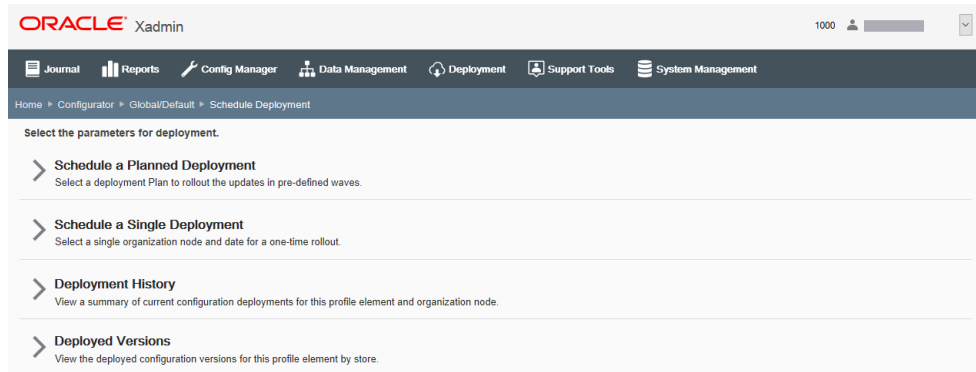 ORACLE Xadmin 1000
Journal Reports Config Manager Data Management Deployment Support Tools System Management
Home Configurator Global/Default Schedule Deployment
Select the parameters for deployment.
Schedule a Planned Deployment
Select a deployment Plan to rollout the updates in pre-defined waves.
Schedule a Single Deployment
Select a single organization node and date for a one-time rollout.
Deployment History
View a summary of current configuration deployments for this profile element and organization node.
Deployed Versions
View the deployed configuration versions for this profile element by store.